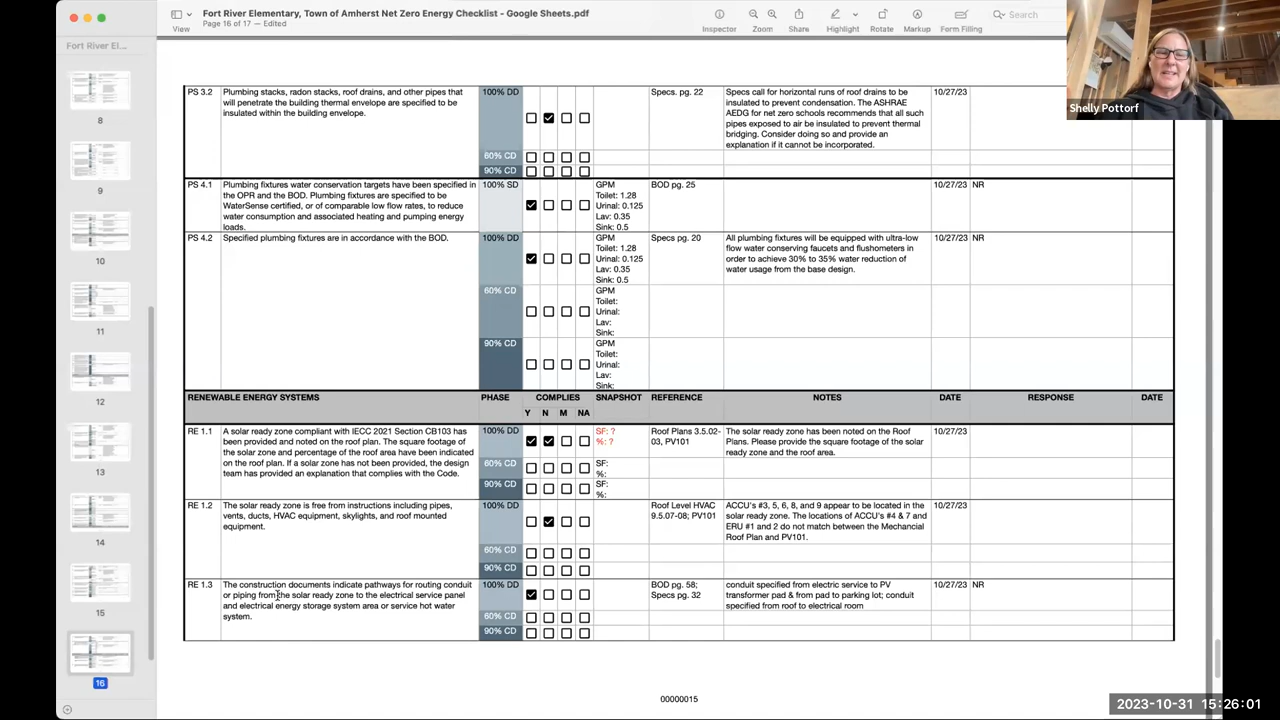 Fort River Elementary, Town of Amherst Net Zero Energy Checklist - Google Sheets.pdf
Page 16 of 17 — Edited
View
Inspector
Zoom
Share
Highlight
Rotate
Markup
Form Filling
Search
Shelly Pottorf
Fort River El...
8
9
10
11
12
13
14
15
16
PS 3.2
Plumbing stacks, radon stacks, roof drains, and other pipes that
will penetrate the building thermal envelope are specified to be
insulated within the building envelope.
100% DD
Specs. pg. 22
Specs call for horizontal runs of roof drains to be
insulated to prevent condensation. The ASHRAE
AEDG for net zero schools recommends that all such
pipes exposed to air be insulated to prevent thermal
bridging. Consider doing so and provide an
explanation if it cannot be incorporated.
10/27/23
60% CD
90% CD
PS 4.1
Plumbing fixtures water conservation targets have been specified in
the OPR and the BOD. Plumbing fixtures are specified to be
WaterSense certified, or of comparable low flow rates, to reduce
water consumption and associated heating and pumping energy
loads.
100% SD
GPM
Toilet: 1.28
Urinal: 0.125
Lav: 0.35
Sink: 0.5
BOD pg. 25
10/27/23
NR
PS 4.2
Specified plumbing fixtures are in accordance with the BOD.
100% DD
GPM
Toilet: 1.28
Urinal: 0.125
Lav: 0.35
Sink: 0.5
Specs pg. 20
All plumbing fixtures will be equipped with ultra-low
flow water conserving faucets and flushometers in
order to achieve 30% to 35% water reduction of
water usage from the base design.
10/27/23
NR
60% CD
GPM
Toilet:
Urinal:
Lav:
Sink:
90% CD
GPM
Toilet:
Urinal:
Lav:
Sink:
RENEWABLE ENERGY SYSTEMS
PHASE
COMPLIES
SNAPSHOT
REFERENCE
NOTES
DATE
RESPONSE
DATE
Y
N
M
NA
RE 1.1
A solar ready zone compliant with IECC 2021 Section CB103 has
been provided and noted on the roof plan. The square footage of
the solar zone and percentage of the roof area have been indicated
on the roof plan. If a solar zone has not been provided, the design
team has provided an explanation that complies with the Code.
100% DD
SF: ?
%: ?
Roof Plans 3.5.02-
03, PV101
The solar ready zone has been noted on the Roof
Plans. Please provide the square footage of the solar
ready zone and the roof area.
10/27/23
60% CD
SF:
%:
90% CD
SF:
%:
RE 1.2
The solar ready zone is free from instructions including pipes,
vents, ducts, HVAC equipment, skylights, and roof mounted
equipment.
100% DD
Roof Level HVAC
9.5.07-08; PV101
ACCU's #3, 5, 6, 8, and 9 appear to be located in the
solar ready zone. The locations of ACCU's #4 & 7 and
ERU #1 and 2 do not match between the Mechancial
Roof Plan and PV101.
10/27/23
60% CD
90% CD
RE 1.3
The construction documents indicate pathways for routing conduit
or piping from the solar ready zone to the electrical service panel
and electrical energy storage system area or service hot water
system.
100% DD
BOD pg. 58;
Specs pg. 32
conduit specified from electric service to PV
transformer pad & from pad to parking lot; conduit
specified from roof to electrical room
10/27/23
NR
60% CD
90% CD
00000015
2023-10-31 15:26:01